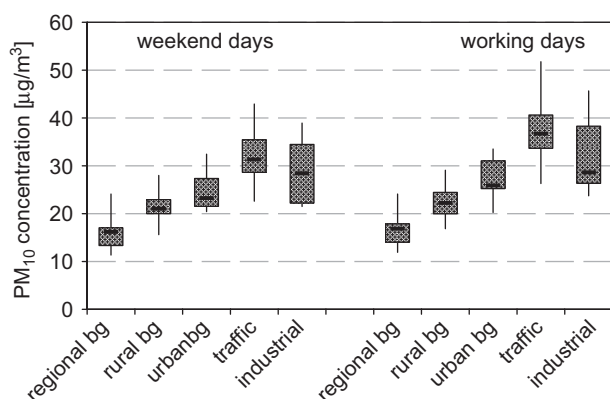 weekend days
working days
PM10 concentration [μg/m³]
60
50
40
30
20
10
0
regional bg
rural bg
urbanbg
traffic
industrial
regional bg
rural bg
urban bg
traffic
industrial